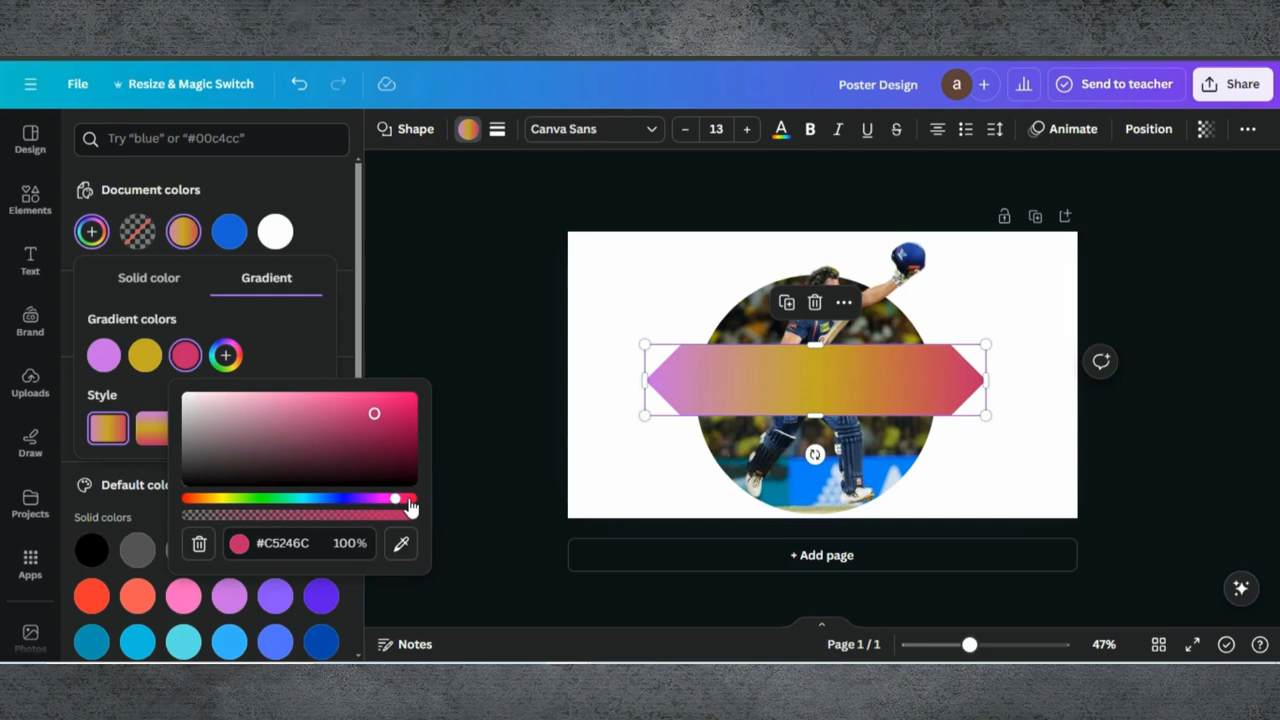 File
Resize & Magic Switch
Poster Design
a
Send to teacher
Share
Design
Elements
Text
Brand
Uploads
Draw
Projects
Apps
Photos
Try “blue” or “#00c4cc”
Shape
Canva Sans
– 13 +
A B I U S
Animate
Position
Document colors
Solid color
Gradient
Gradient colors
Style
#C5246C 100%
Default colo
Solid colors
+ Add page
Notes
Page 1 / 1
47%